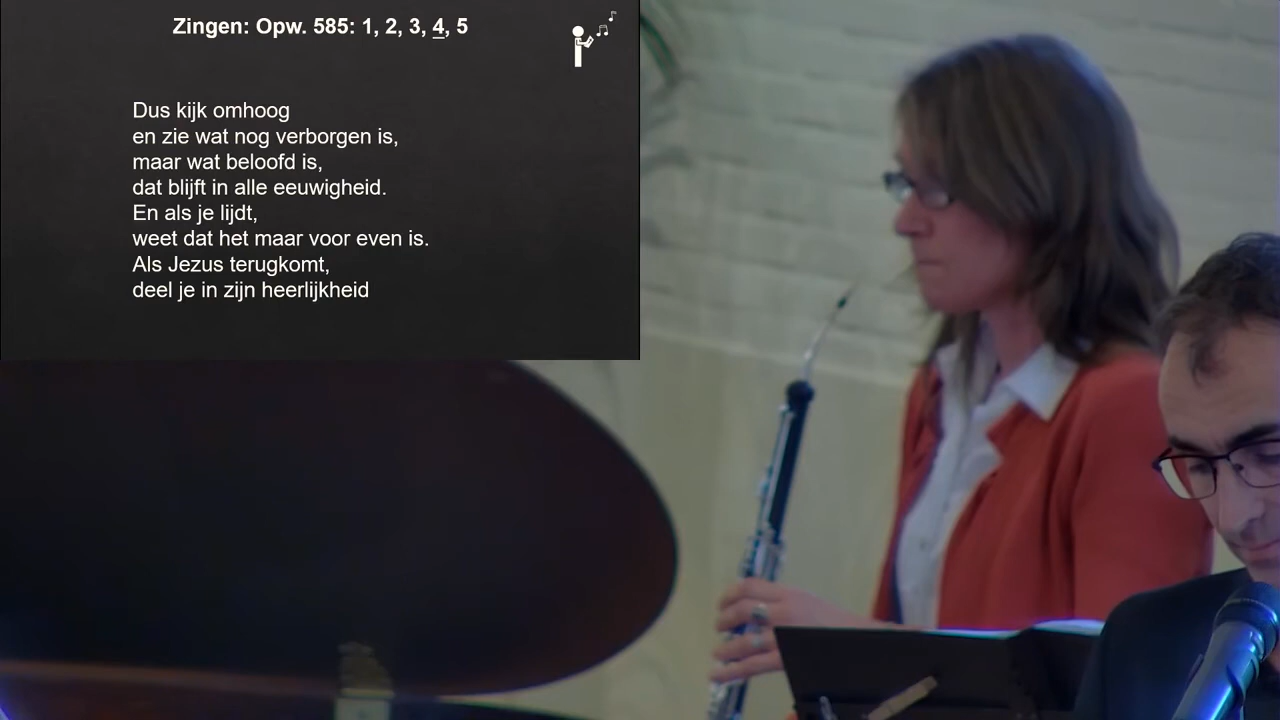 Zingen: Opw. 585: 1, 2, 3, 4, 5
Dus kijk omhoog
en zie wat nog verborgen is,
maar wat beloofd is,
dat blijft in alle eeuwigheid.
En als je lijdt,
weet dat het maar voor even is.
Als Jezus terugkomt,
deel je in zijn heerlijkheid